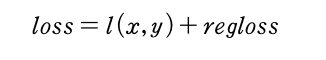 loss = l(x,y) + regloss